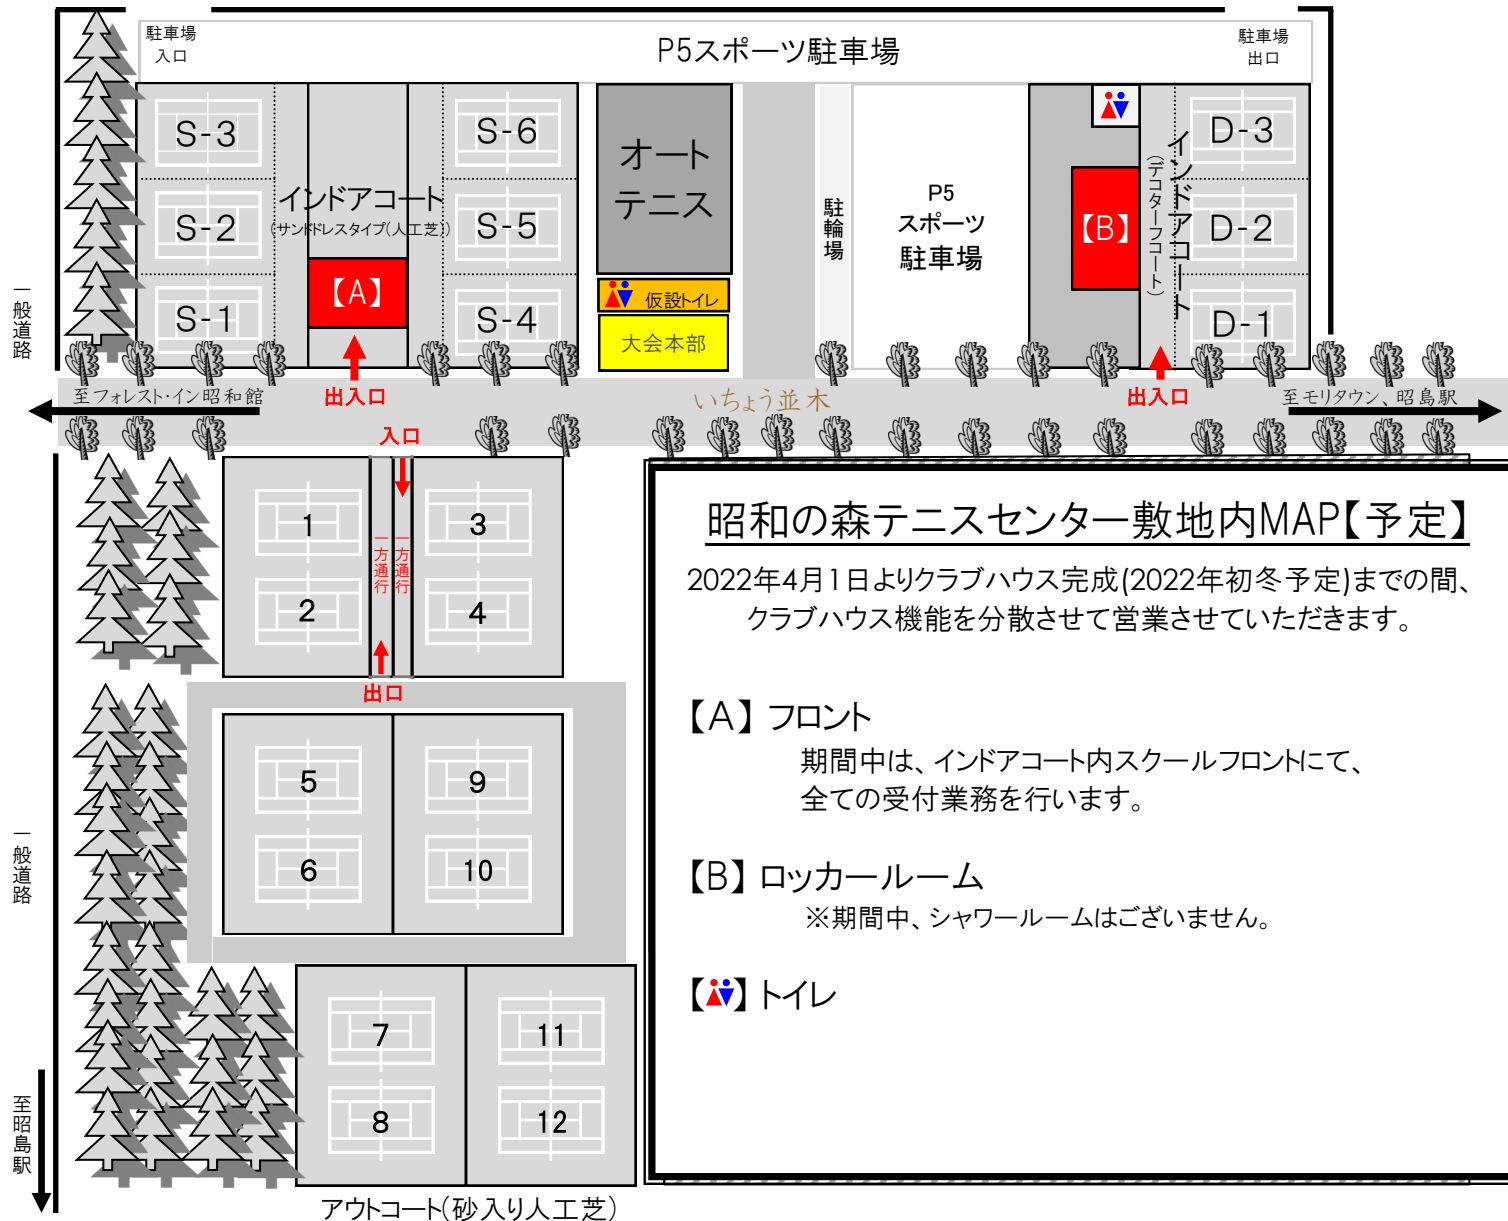 駐車場
入口
P5スポーツ駐車場
駐車場
出口
S-3
S-2
S-1
インドアコート
(サンドドレスタイプ(人工芝))
【A】
S-6
S-5
S-4
オート
テニス
仮設トイレ
大会本部
駐輪場
P5
スポーツ
駐車場
【B】
インドアコート
(デコターフコート)
D-3
D-2
D-1
一般道路
出入口
出入口
至フォレスト・イン昭和館
いちょう並木
至モリタウン、昭島駅
入口
1
2
3
4
一方通行
一方通行
出口
5
6
9
10
7
8
11
12
一般道路
至昭島駅
アウトコート(砂入り人工芝)
昭和の森テニスセンター敷地内MAP【予定】
2022年4月1日よりクラブハウス完成(2022年初冬予定)までの間、
クラブハウス機能を分散させて営業させていただきます。
【A】フロント
期間中は、インドアコート内スクールフロントにて、
全ての受付業務を行います。
【B】ロッカールーム
※期間中、シャワールームはございません。
【】トイレ